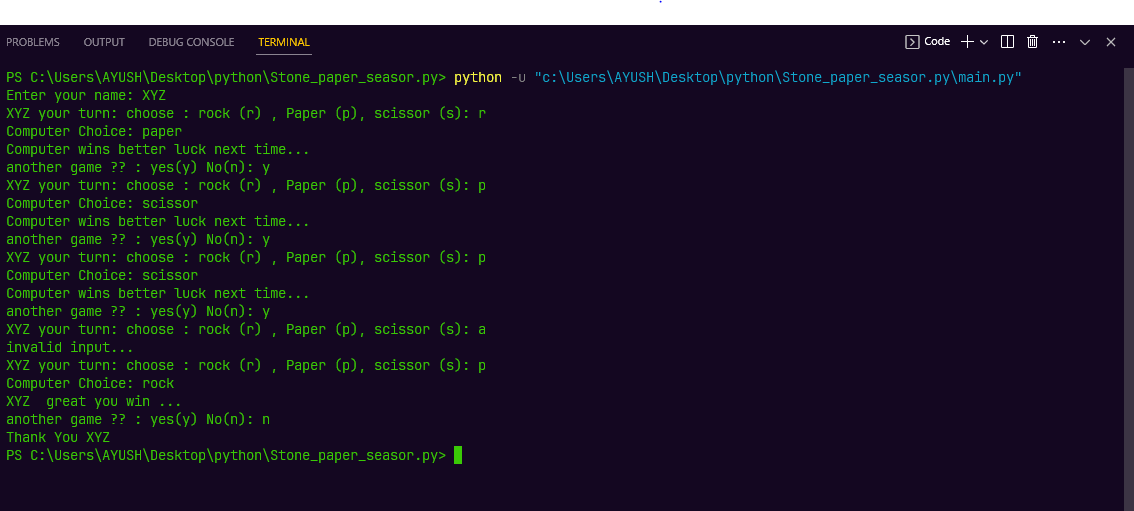 PROBLEMS OUTPUT DEBUG CONSOLE TERMINAL Code
PS C:\Users\AYUSH\Desktop\python\Stone_paper_seasor.py> python -u "c:\Users\AYUSH\Desktop\python\Stone_paper_seasor.py\main.py"
Enter your name: XYZ
XYZ your turn: choose : rock (r) , Paper (p), scissor (s): r
Computer Choice: paper
Computer wins better luck next time...
another game ?? : yes(y) No(n): y
XYZ your turn: choose : rock (r) , Paper (p), scissor (s): p
Computer Choice: scissor
Computer wins better luck next time...
another game ?? : yes(y) No(n): y
XYZ your turn: choose : rock (r) , Paper (p), scissor (s): p
Computer Choice: scissor
Computer wins better luck next time...
another game ?? : yes(y) No(n): y
XYZ your turn: choose : rock (r) , Paper (p), scissor (s): a
invalid input...
XYZ your turn: choose : rock (r) , Paper (p), scissor (s): p
Computer Choice: rock
XYZ  great you win ...
another game ?? : yes(y) No(n): n
Thank You XYZ
PS C:\Users\AYUSH\Desktop\python\Stone_paper_seasor.py>